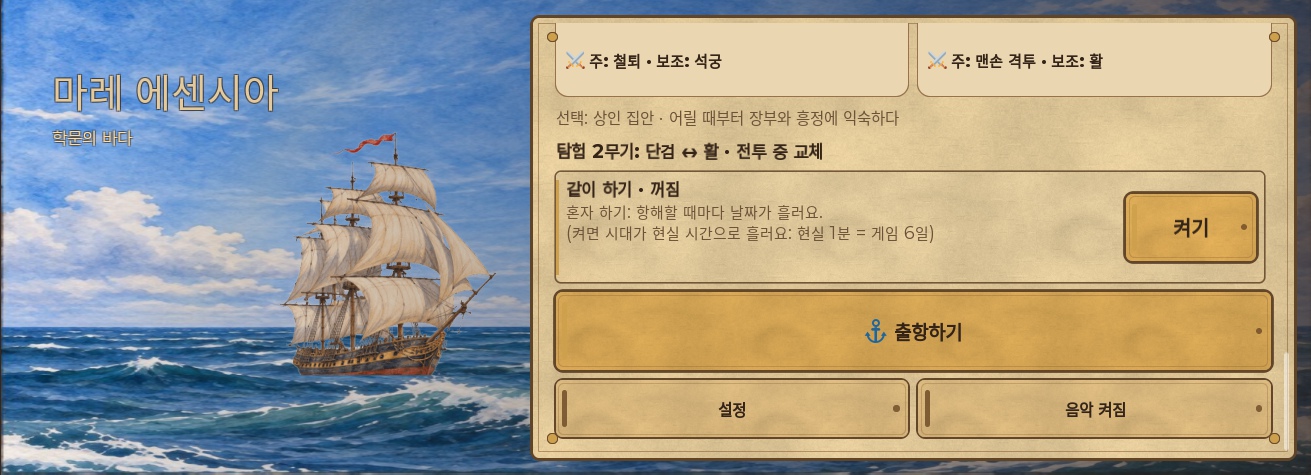 마레 에센시아
학문의 바다
⚔️ 주: 철퇴 • 보조: 석궁
⚔️ 주: 맨손 격투 • 보조: 활
선택: 상인 집안 · 어릴 때부터 장부와 흥정에 익숙하다
탐험 2무기: 단검 ↔ 활 • 전투 중 교체
같이 하기 • 꺼짐
혼자 하기: 항해할 때마다 날짜가 흘러요.
(켜면 시대가 현실 시간으로 흘러요: 현실 1분 = 게임 6일)
켜기
⚓ 출항하기
설정
음악 켜짐